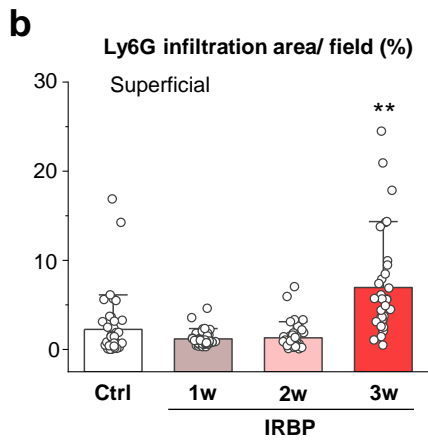 b
Ly6G infiltration area/ field (%)
Superficial
**
30
20
10
0
Ctrl 1w 2w 3w
IRBP